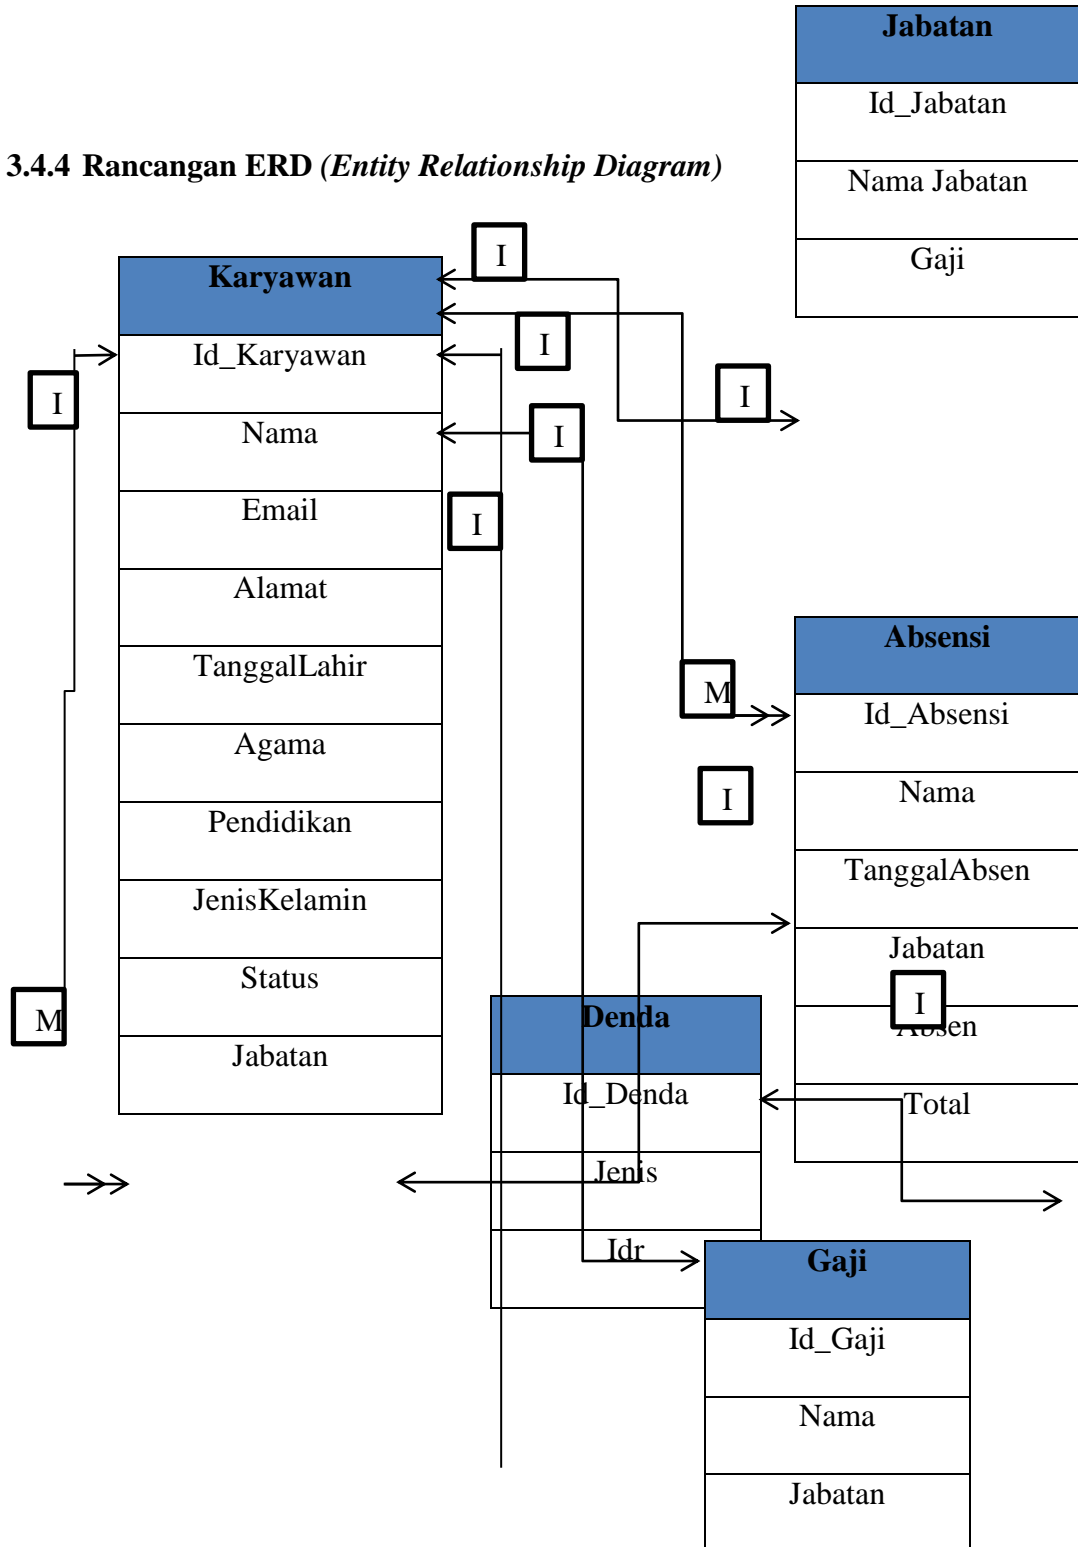 Jabatan
Id_Jabatan
Nama Jabatan
Gaji
3.4.4 Rancangan ERD (Entity Relationship Diagram)
I
I
I
I
I
I
Karyawan
Id_Karyawan
Nama
Email
Alamat
TanggalLahir
Agama
Pendidikan
JenisKelamin
Status
Jabatan
M
M
I
Absensi
Id_Absensi
Nama
TanggalAbsen
Jabatan
I
Absen
Total
Denda
Id_Denda
Jenis
Idr
Gaji
Id_Gaji
Nama
Jabatan